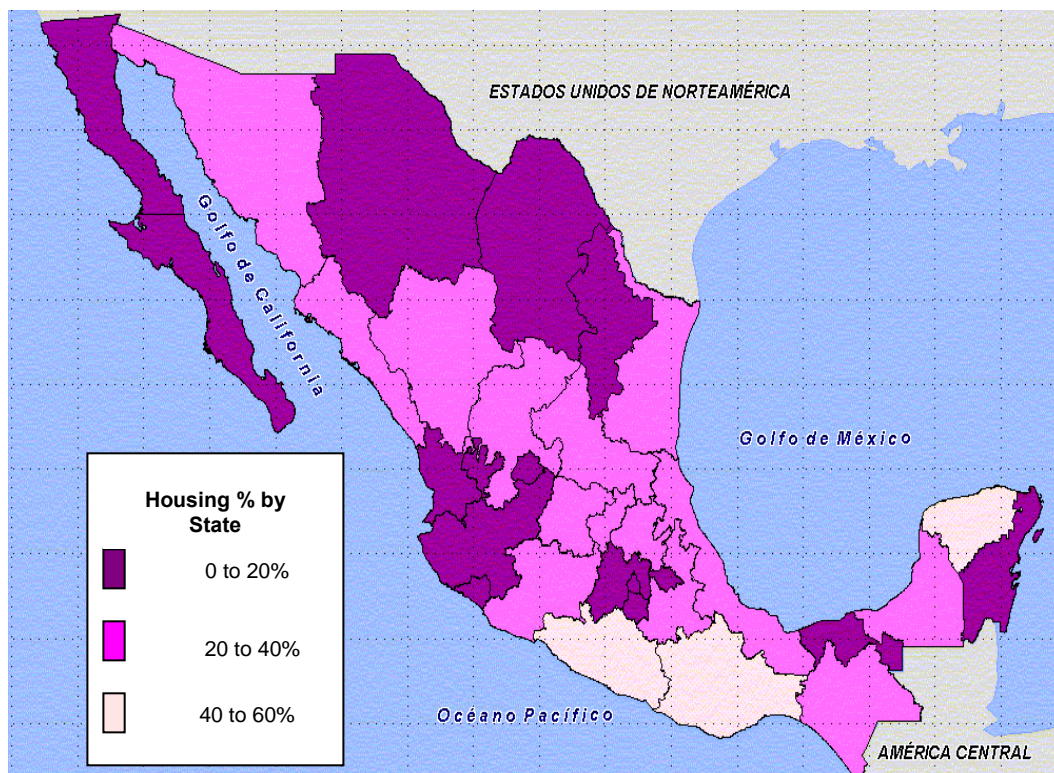 ESTADOS UNIDOS DE NORTEAMÉRICA
Golfo de California
Golfo de México
Housing % by
State
0 to 20%
20 to 40%
40 to 60%
Océano Pacífico
AMÉRICA CENTRAL